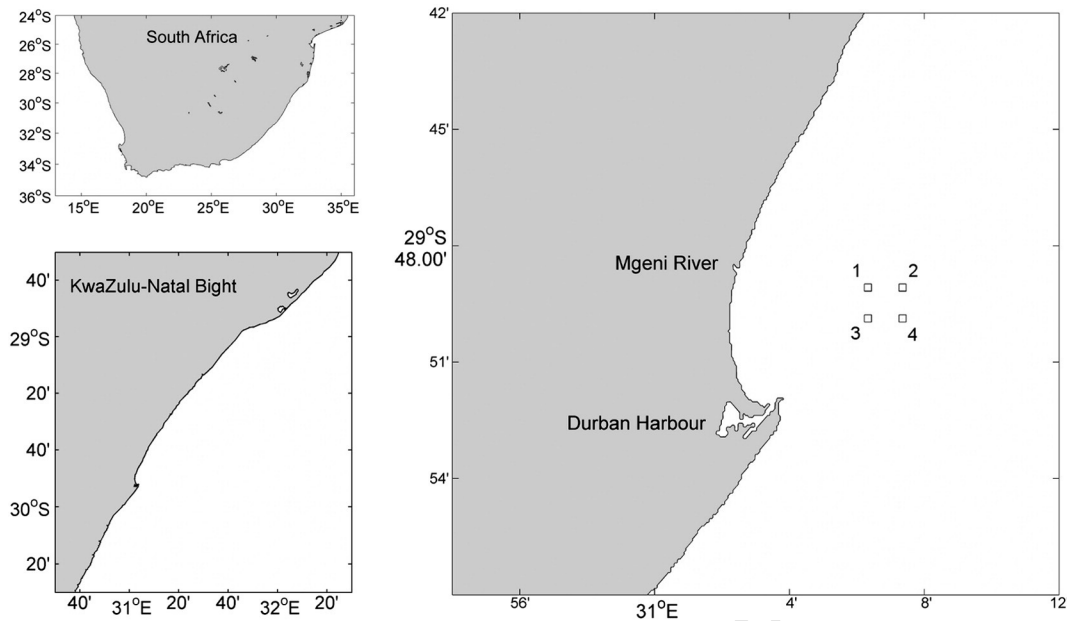 24°S
26°S
28°S
30°S
32°S
34°S
36°S
South Africa
15°E 20°E 25°E 30°E 35°E
40'
29°S
20'
40'
30°S
20'
KwaZulu-Natal Bight
40' 31°E 20' 40' 32°E 20'
42'
45'
29°S
48.00'
51'
54'
Mgeni River
1 2
3 4
Durban Harbour
56' 31°E 4' 8' 12